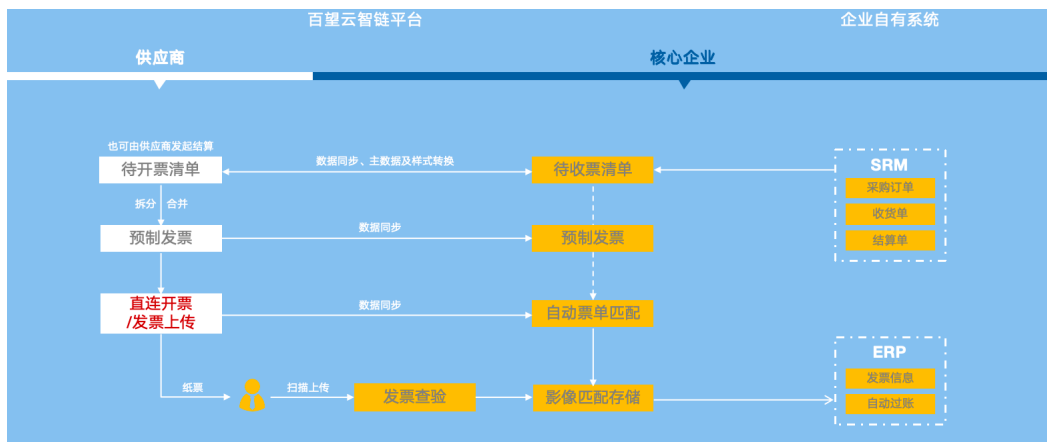 百望云智链平台
企业自有系统
供应商
核心企业
也可由供应商发起结算
待开票清单
数据同步、主数据及样式转换
待收票清单
SRM
采购订单
收货单
结算单
拆分 合并
预制发票
数据同步
预制发票
直连开票
/发票上传
数据同步
自动票单匹配
ERP
发票信息
自动过账
纸票
扫描上传
发票查验
影像匹配存储